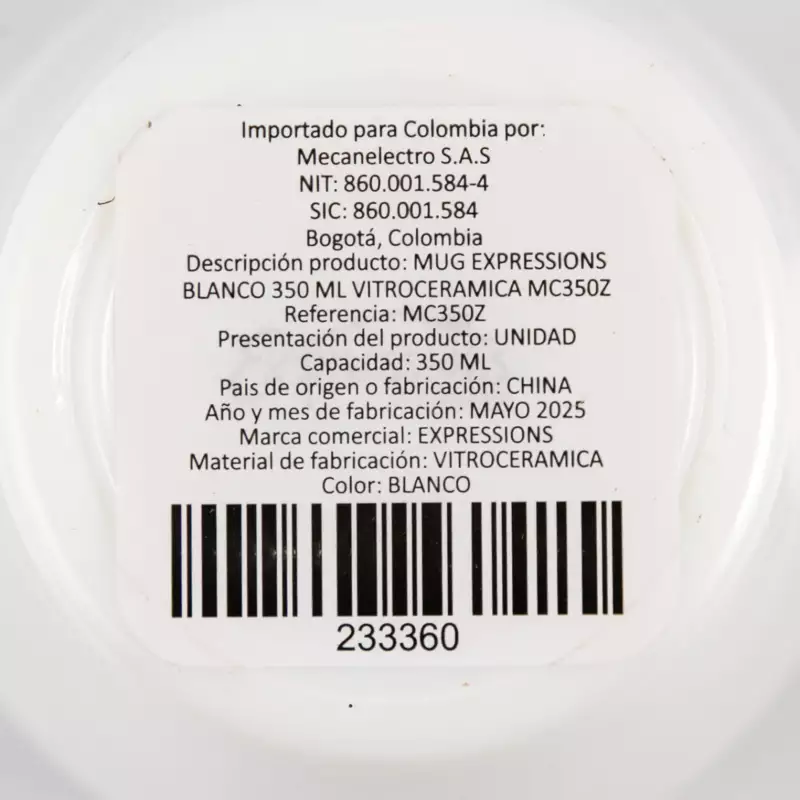 Importado para Colombia por:
Mecanelectro S.A.S
NIT: 860.001.584-4
SIC: 860.001.584
Bogotá, Colombia
Descripción producto: MUG EXPRESSIONS
BLANCO 350 ML VITROCERAMICA MC350Z
Referencia: MC350Z
Presentación del producto: UNIDAD
Capacidad: 350 ML
Pais de origen o fabricación: CHINA
Año y mes de fabricación: MAYO 2025
Marca comercial: EXPRESSIONS
Material de fabricación: VITROCERAMICA
Color: BLANCO
233360